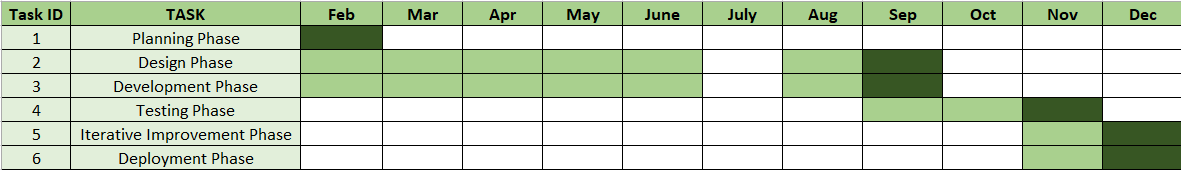 Task ID TASK Feb Mar Apr May June July Aug Sep Oct Nov Dec
1 Planning Phase
2 Design Phase
3 Development Phase
4 Testing Phase
5 Iterative Improvement Phase
6 Deployment Phase